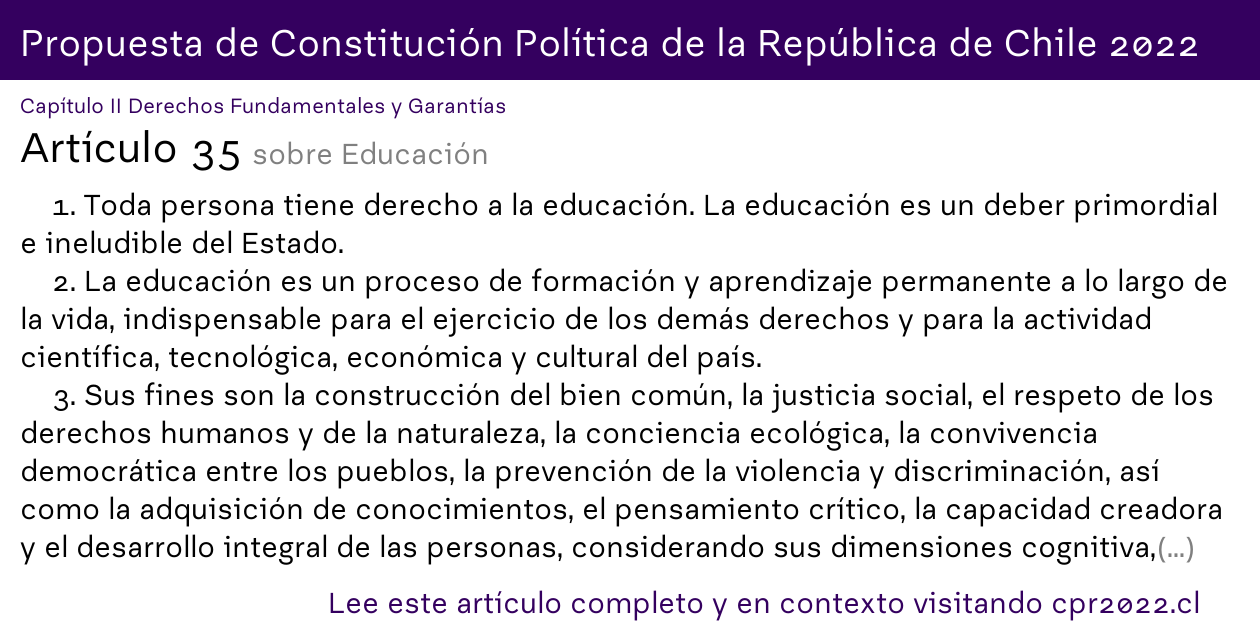 Propuesta de Constitución Política de la República de Chile 2022
Capítulo II Derechos Fundamentales y Garantías
Artículo 35 sobre Educación
1. Toda persona tiene derecho a la educación. La educación es un deber primordial
e ineludible del Estado.
2. La educación es un proceso de formación y aprendizaje permanente a lo largo de
la vida, indispensable para el ejercicio de los demás derechos y para la actividad
científica, tecnológica, económica y cultural del país.
3. Sus fines son la construcción del bien común, la justicia social, el respeto de los
derechos humanos y de la naturaleza, la conciencia ecológica, la convivencia
democrática entre los pueblos, la prevención de la violencia y discriminación, así
como la adquisición de conocimientos, el pensamiento crítico, la capacidad creadora
y el desarrollo integral de las personas, considerando sus dimensiones cognitiva,(...)
Lee este artículo completo y en contexto visitando cpr2022.cl